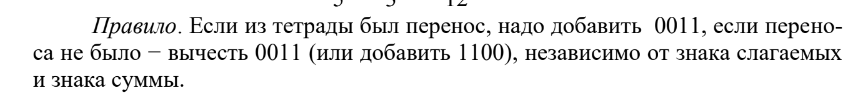 Правило. Если из тетрады был перенос, надо добавить 0011, если перено-
са не было − вычесть 0011 (или добавить 1100), независимо от знака слагаемых
и знака суммы.